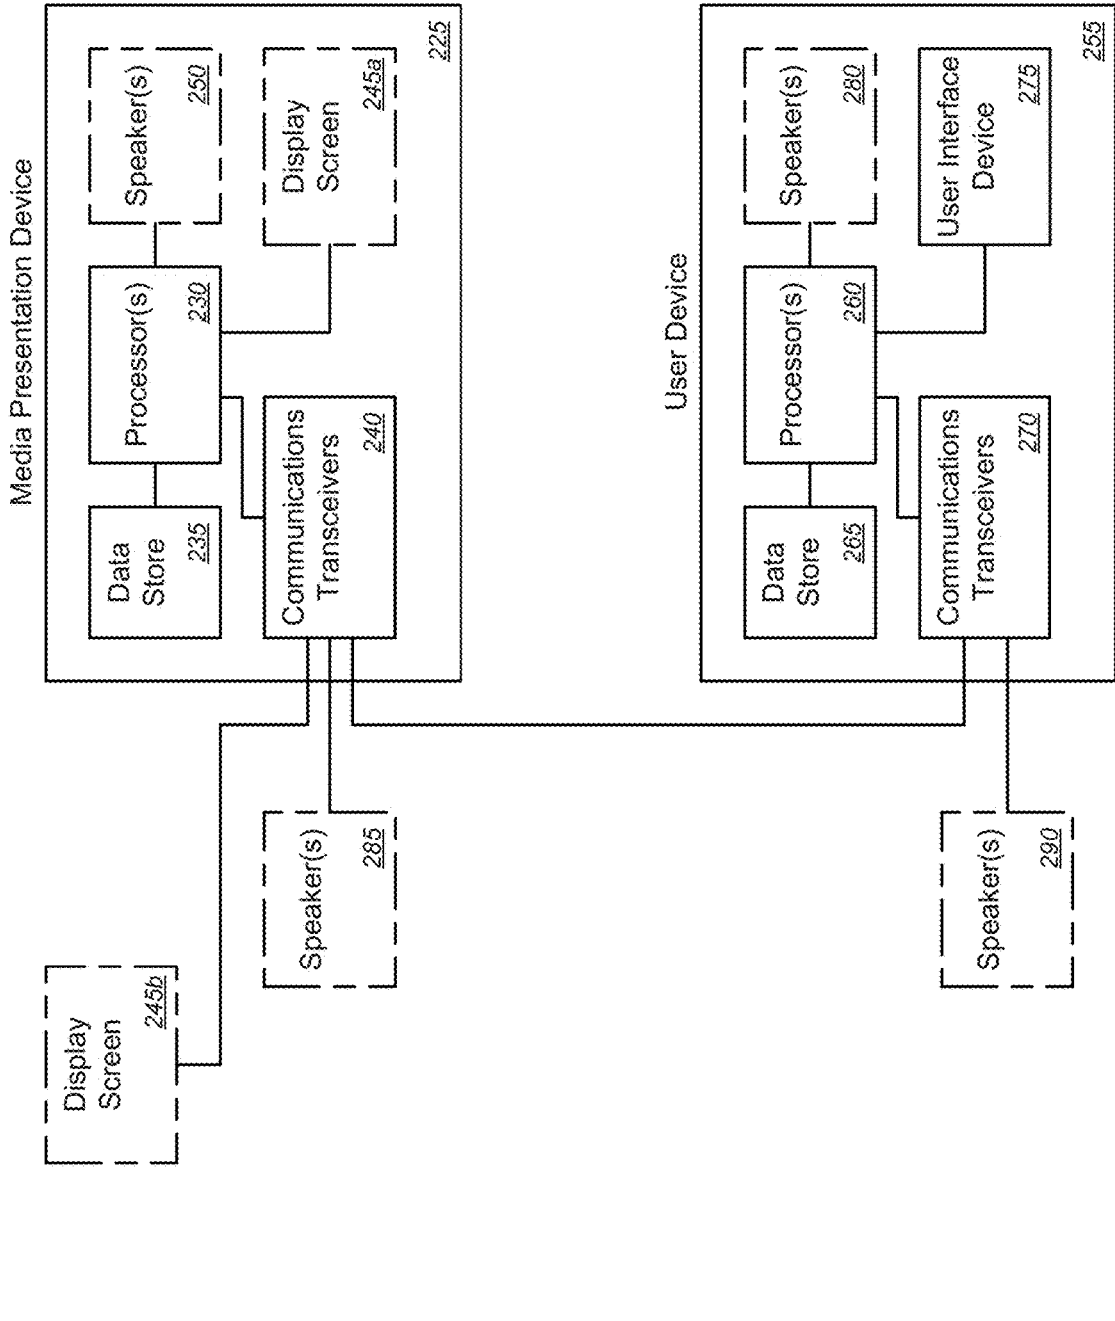 Media Presentation Device
Display
Screen
245b
Data
Store
235
Processor(s)
230
Speaker(s)
250
Speaker(s)
285
Communications
Transceivers
240
Display
Screen
245a
225
User Device
Data
Store
265
Processor(s)
260
Speaker(s)
280
Speaker(s)
290
Communications
Transceivers
270
User Interface
Device
275
255